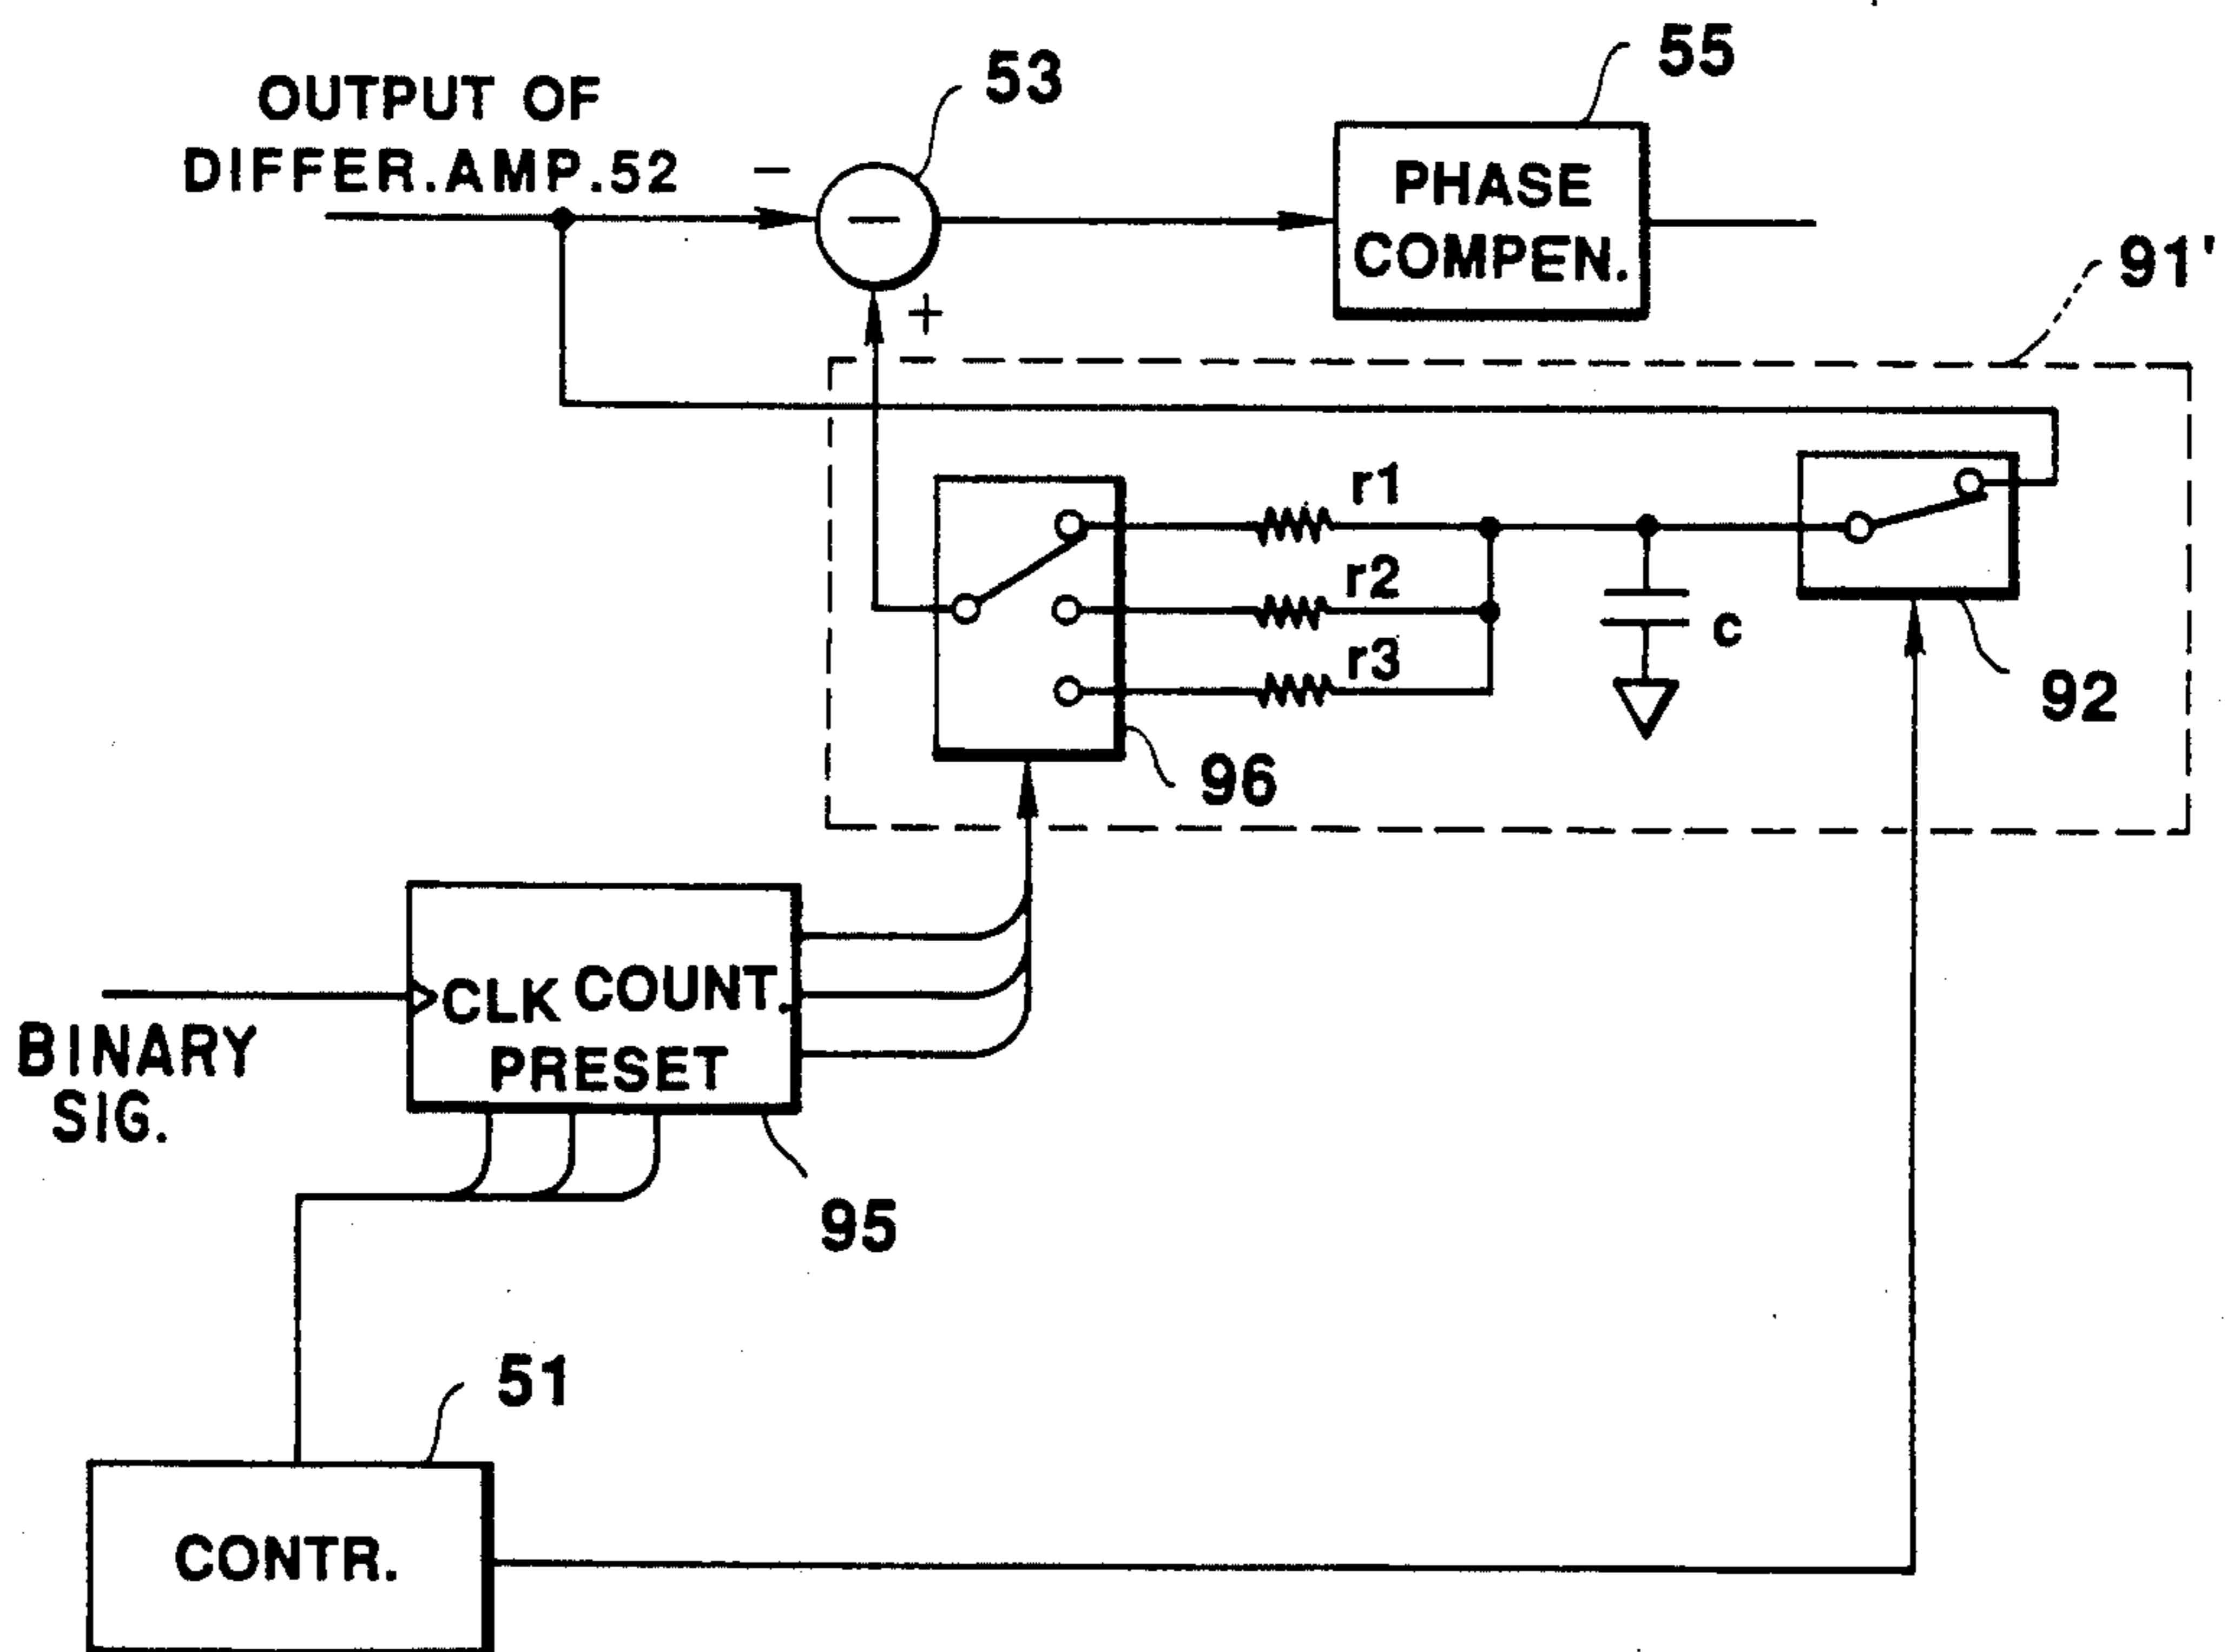 OUTPUT OF
DIFFER.AMP.52
−
53
−
+
55
PHASE
COMPEN.
91'
r1
r2
r3
c
92
96
CLK COUNT.
PRESET
BINARY
SIG.
95
51
CONTR.